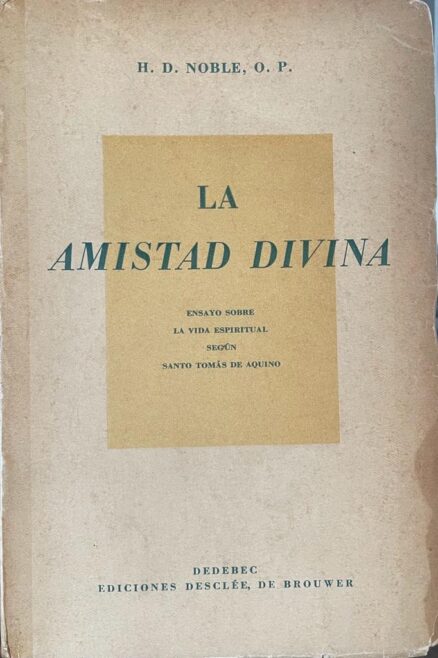 H. D. NOBLE, O. P.
LA
AMISTAD DIVINA
ENSAYO SOBRE
LA VIDA ESPIRITUAL
SEGÚN
SANTO TOMÁS DE AQUINO
DEDEBEC
EDICIONES DESCLÉE, DE BROUWER